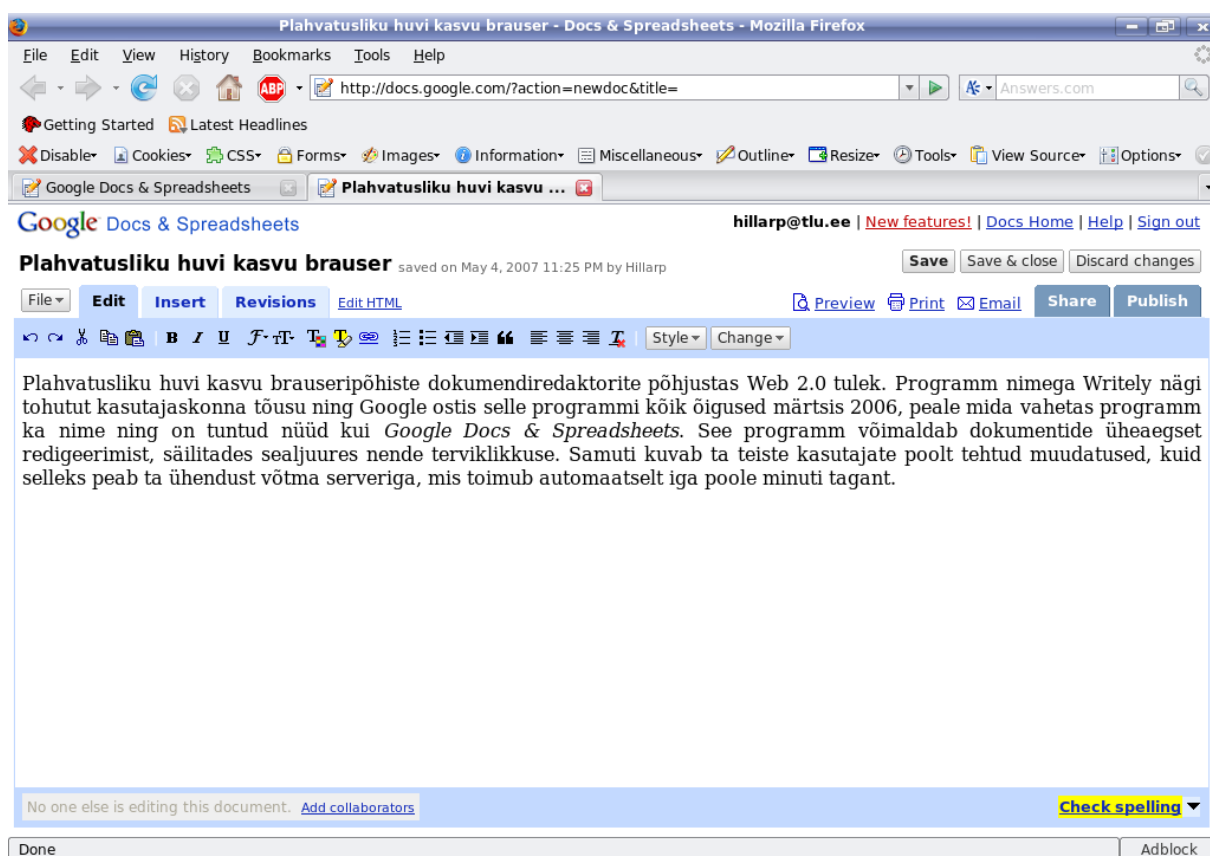 Plahvatusliku huvi kasvu brauser - Docs & Spreadsheets - Mozilla Firefox
File Edit View History Bookmarks Tools Help
ABP http://docs.google.com/?action=newdoc&title= Answers.com
Getting Started Latest Headlines
Disable Cookies CSS Forms Images Information Miscellaneous Outline Resize Tools View Source Options
Google Docs & Spreadsheets Plahvatusliku huvi kasvu ...
Google Docs & Spreadsheets hillarp@tlu.ee | New features! | Docs Home | Help | Sign out
Plahvatusliku huvi kasvu brauser saved on May 4, 2007 11:25 PM by Hillarp Save Save & close Discard changes
File Edit Insert Revisions Edit HTML Preview Print Email Share Publish
B I U Style Change
Plahvatusliku huvi kasvu brauseripõhiste dokumendiredaktorite põhjustas Web 2.0 tulek. Programm nimega Writely nägi
tohutut kasutajaskonna tõusu ning Google ostis selle programmi kõik õigused märtsis 2006, peale mida vahetas programm
ka nime ning on tuntud nüüd kui Google Docs & Spreadsheets. See programm võimaldab dokumentide üheaegset
redigeerimist, säilitades sealjuures nende terviklikkuse. Samuti kuvab ta teiste kasutajate poolt tehtud muudatused, kuid
selleks peab ta ühendust võtma serveriga, mis toimub automaatselt iga poole minuti tagant.
No one else is editing this document. Add collaborators Check spelling
Done Adblock